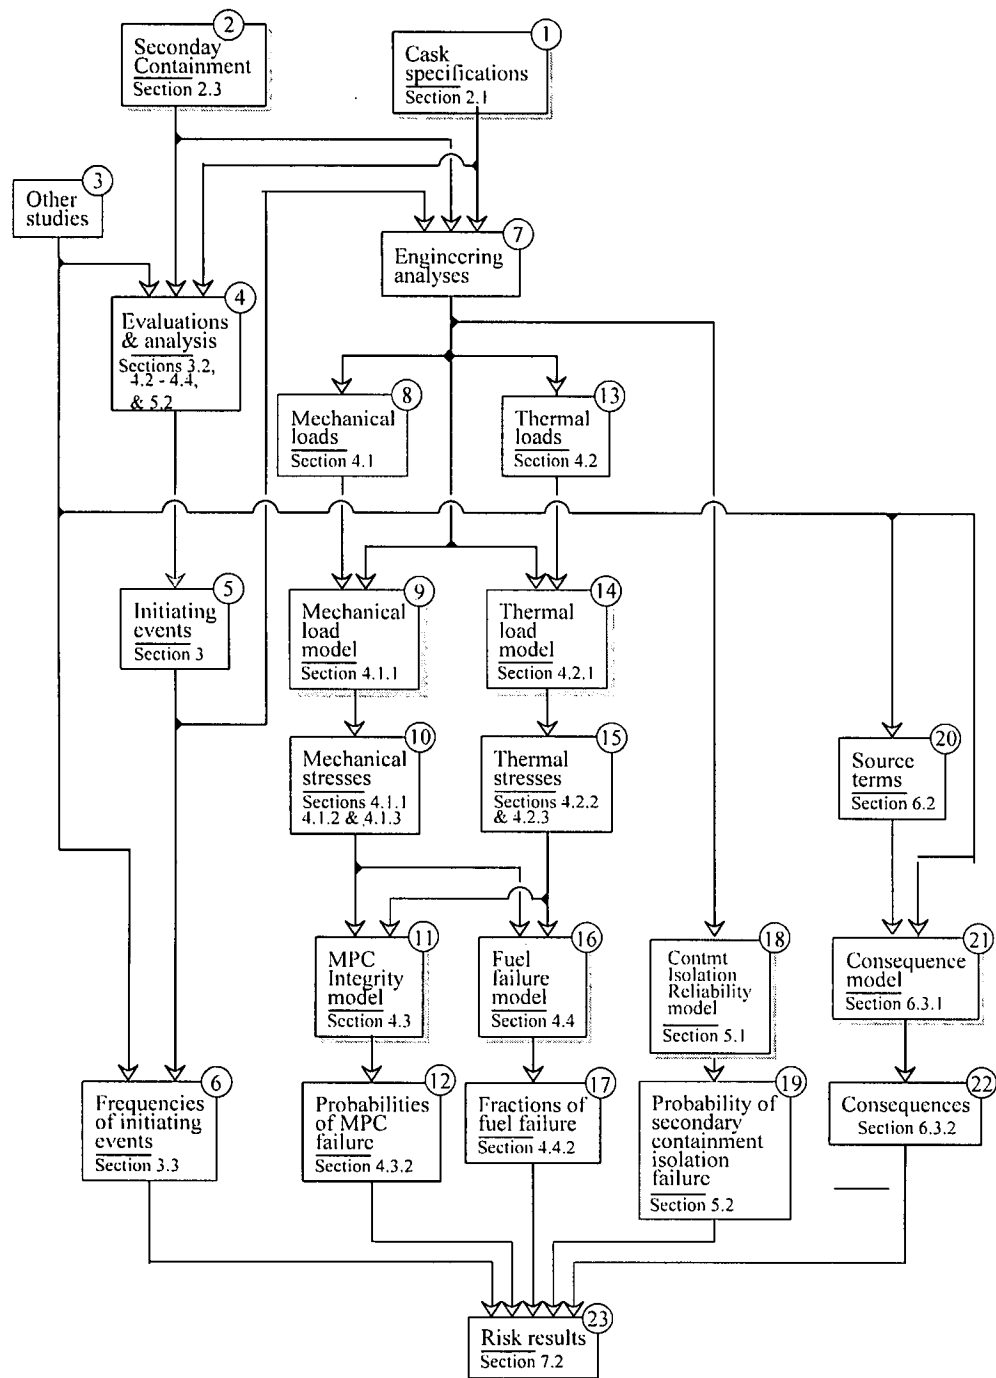 2
Seconday
Containment
Section 2.3
1
Cask
specifications
Section 2.1
3
Other
studies
7
Engineering
analyses
4
Evaluations
& analysis
Sections 3.2,
4.2 - 4.4,
& 5.2
8
Mechanical
loads
Section 4.1
13
Thermal
loads
Section 4.2
5
Initiating
events
Section 3
9
Mechanical
load
model
Section 4.1.1
14
Thermal
load
model
Section 4.2.1
10
Mechanical
stresses
Sections 4.1.1
4.1.2 & 4.1.3
15
Thermal
stresses
Sections 4.2.2
& 4.2.3
20
Source
terms
Section 6.2
11
MPC
Integrity
model
Section 4.3
16
Fuel
failure
model
Section 4.4
18
Contmt
Isolation
Reliability
model
Section 5.1
21
Consequence
model
Section 6.3.1
6
Frequencies
of initiating
events
Section 3.3
12
Probabilities
of MPC
failure
Section 4.3.2
17
Fractions of
fuel failure
Section 4.4.2
19
Probability of
secondary
containment
isolation
failure
Section 5.2
22
Consequences
Section 6.3.2
23
Risk results
Section 7.2